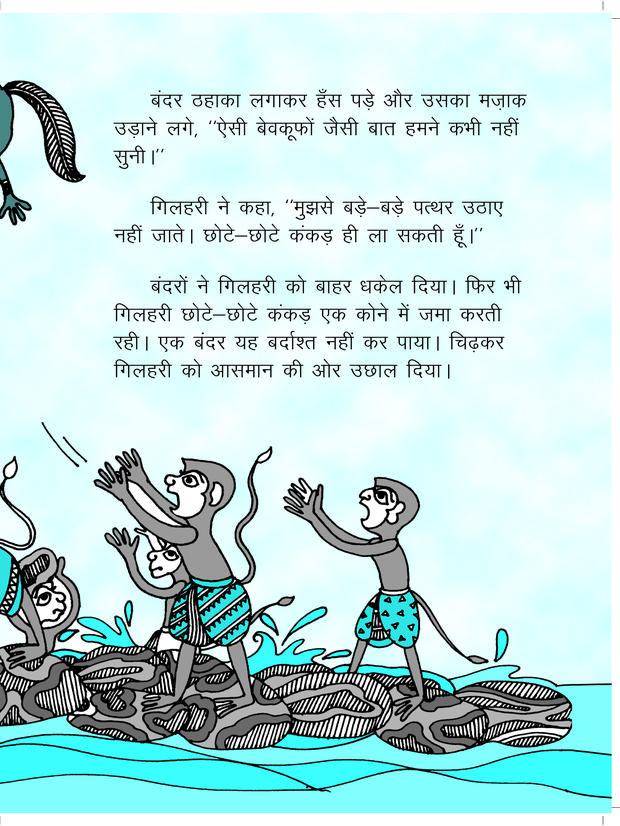 बंदर ठहाका लगाकर हँस पड़े और उसका मज़ाक
उड़ाने लगे, ''ऐसी बेवकूफों जैसी बात हमने कभी नहीं
सुनी।''
गिलहरी ने कहा, ''मुझसे बड़े–बड़े पत्थर उठाए
नहीं जाते। छोटे–छोटे कंकड़ ही ला सकती हूँ।''
बंदरों ने गिलहरी को बाहर धकेल दिया। फिर भी
गिलहरी छोटे–छोटे कंकड़ एक कोने में जमा करती
रही। एक बंदर यह बर्दाश्त नहीं कर पाया। चिढ़कर
गिलहरी को आसमान की ओर उछाल दिया।